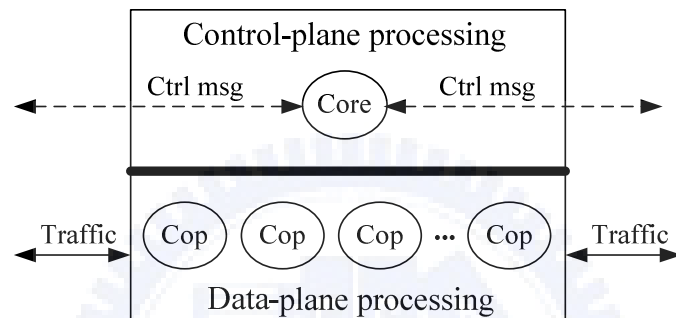 Control-plane processing
Ctrl msg Core Ctrl msg
Traffic Cop Cop Cop ... Cop Traffic
Data-plane processing